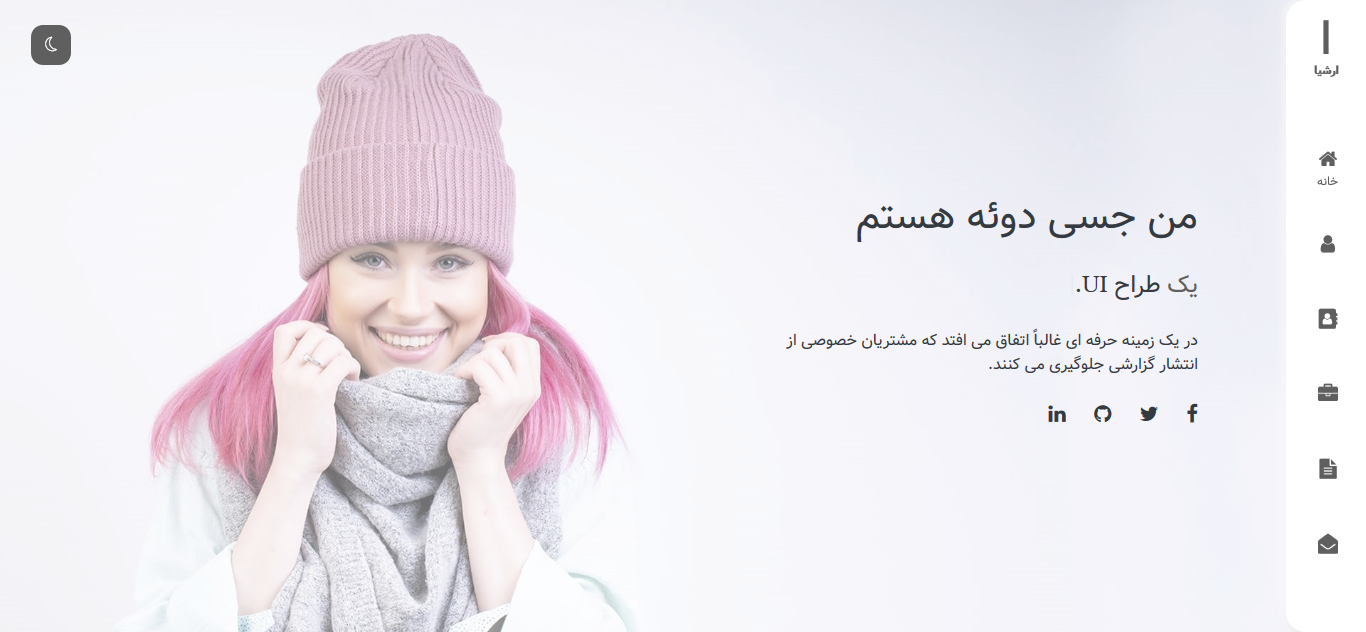 ا
ارشیا
خانه
من جسی دوئه هستم
یک طراح UI.
در یک زمینه حرفه ای غالباً اتفاق می افتد که مشتریان خصوصی از
انتشار گزارشی جلوگیری می کنند.